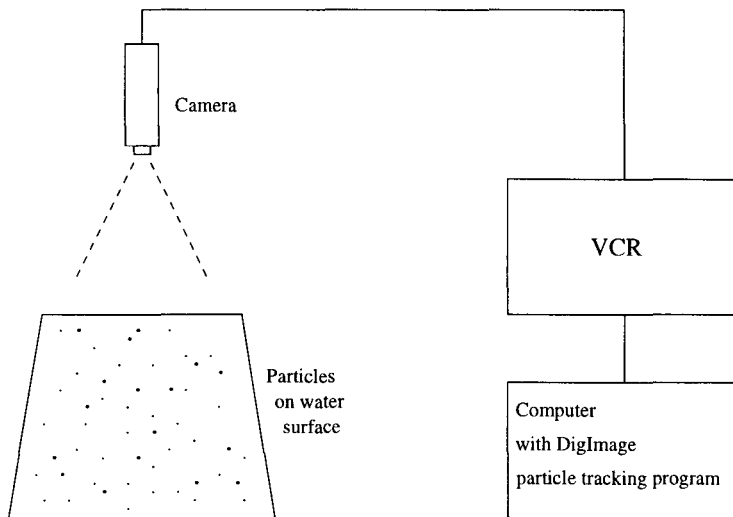 Camera
VCR
Particles
on water
surface
Computer
with DigImage
particle tracking program